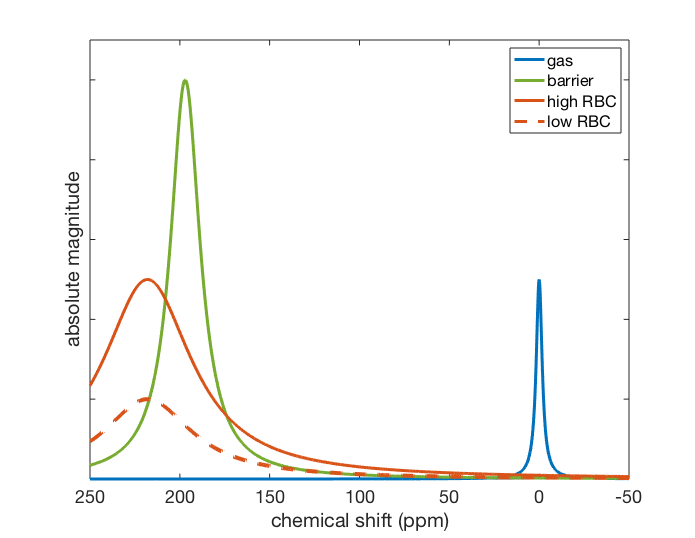 gas
barrier
high RBC
low RBC
absolute magnitude
250 200 150 100 50 0 -50
chemical shift (ppm)